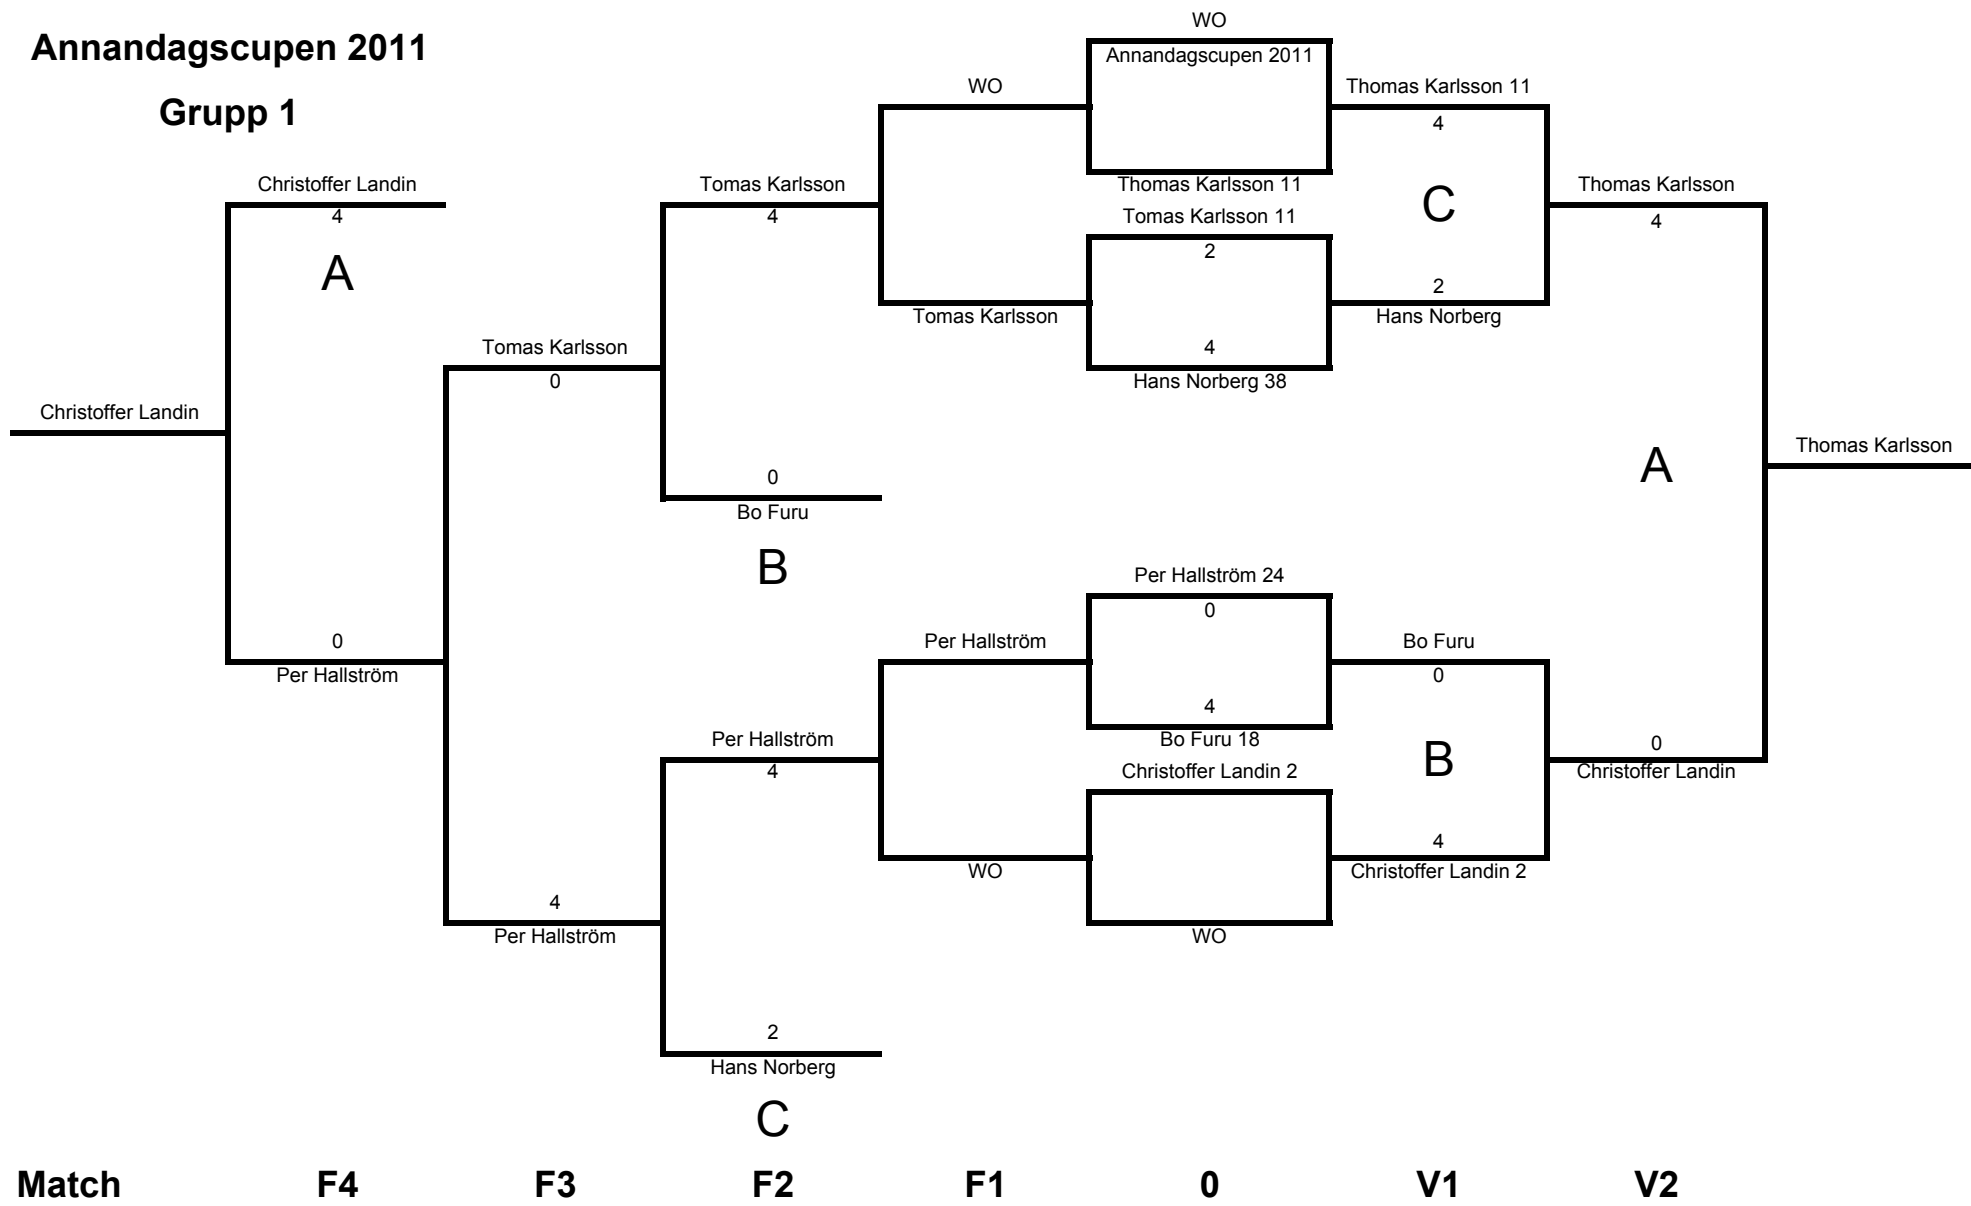 Annandagscupen 2011
Grupp 1
WO
Annandagscupen 2011
WO
Thomas Karlsson 11
4
Christoffer Landin
4
A
Tomas Karlsson
4
Thomas Karlsson 11
Tomas Karlsson 11
2
C
Thomas Karlsson
4
2
Hans Norberg
Tomas Karlsson
4
Hans Norberg 38
Tomas Karlsson
0
Christoffer Landin
Thomas Karlsson
A
0
Bo Furu
B
Per Hallström 24
0
0
Per Hallström
Per Hallström
Bo Furu
0
4
Bo Furu 18
Per Hallström
4
Christoffer Landin 2
B
0
Christoffer Landin
4
Christoffer Landin 2
WO
4
Per Hallström
WO
2
Hans Norberg
C
Match F4 F3 F2 F1 0 V1 V2